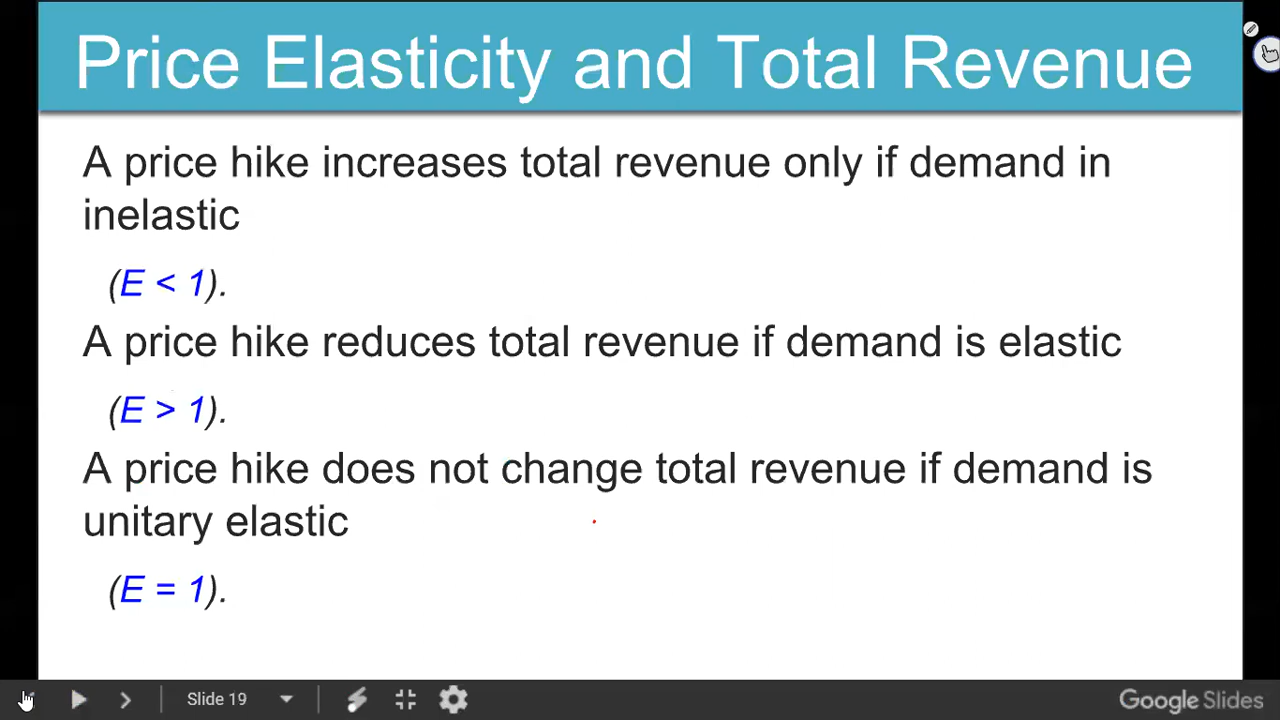 Price Elasticity and Total Revenue
A price hike increases total revenue only if demand in
inelastic
(E < 1).
A price hike reduces total revenue if demand is elastic
(E > 1).
A price hike does not change total revenue if demand is
unitary elastic
(E = 1).
Slide 19
Google Slides